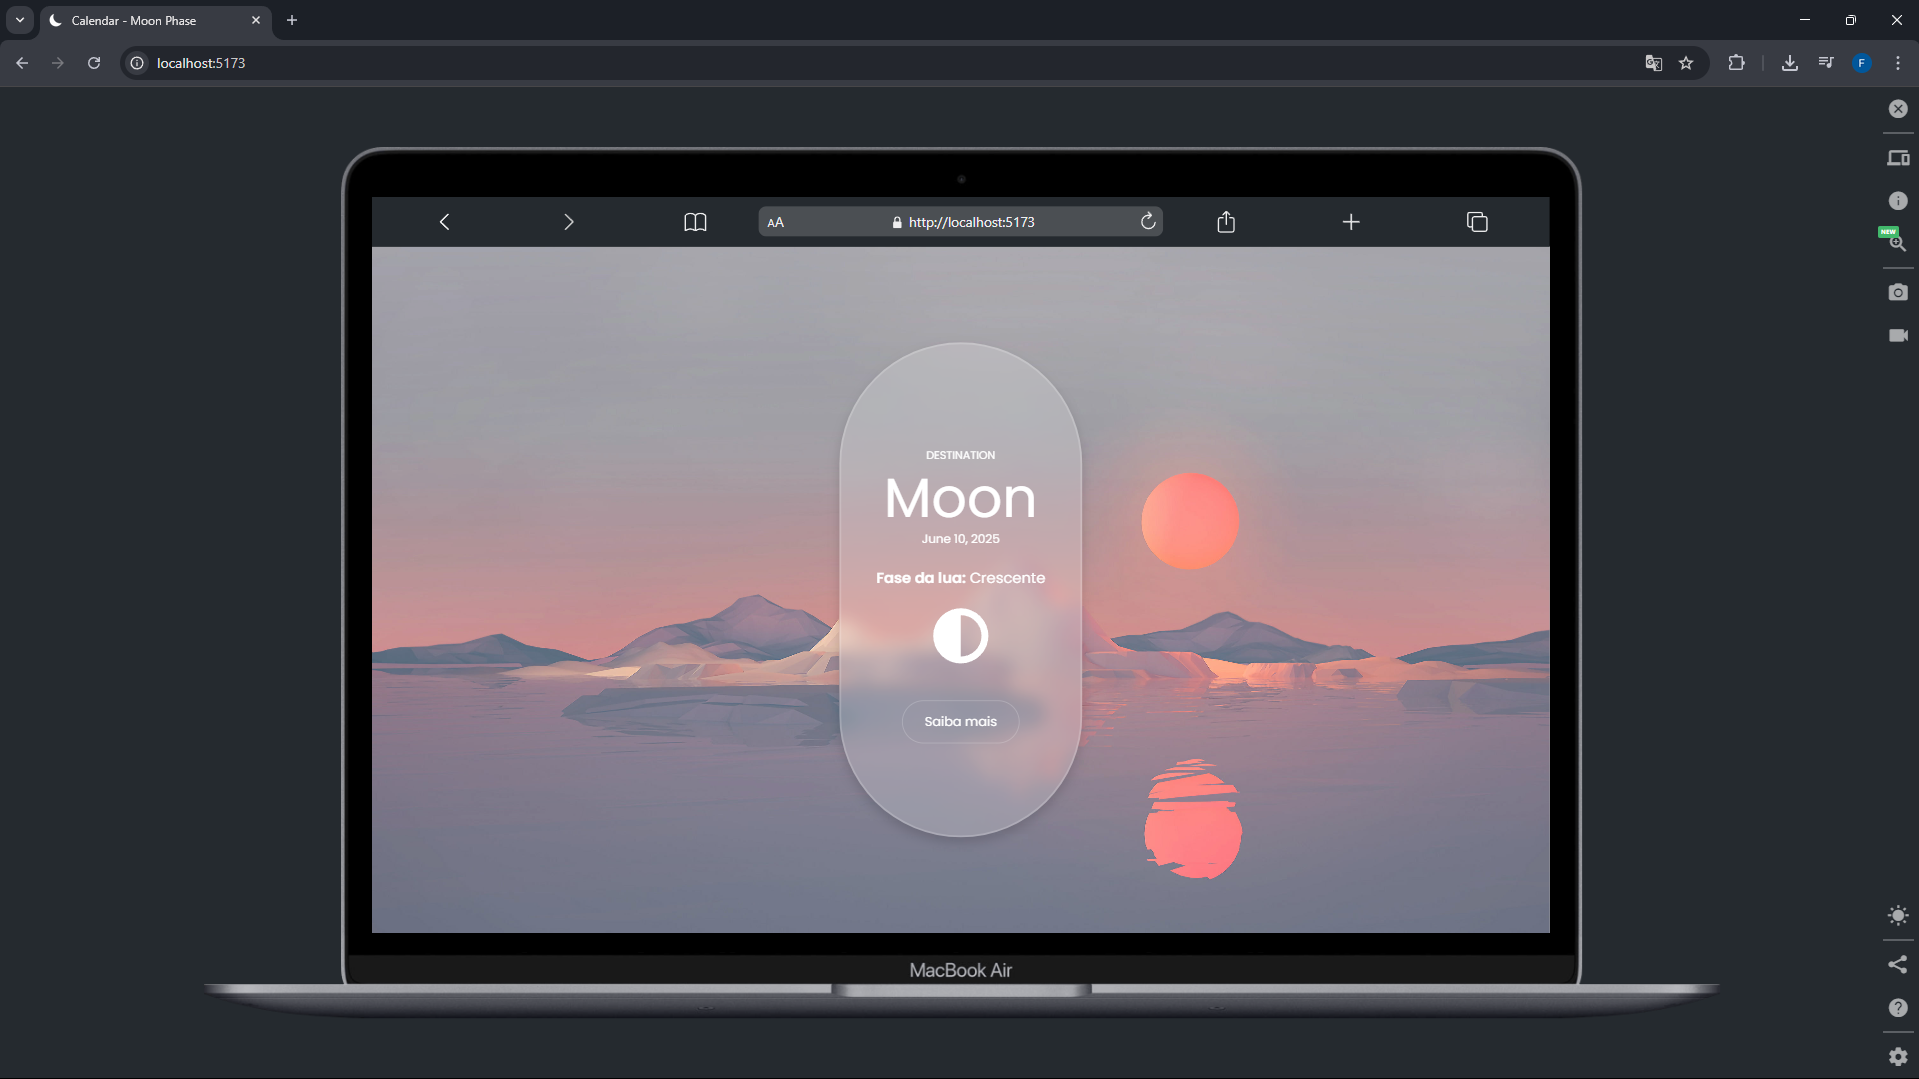 Calendar - Moon Phase
localhost:5173
F
NEW
AA
http://localhost:5173
DESTINATION
Moon
June 10, 2025
Fase da lua: Crescente
Saiba mais
MacBook Air